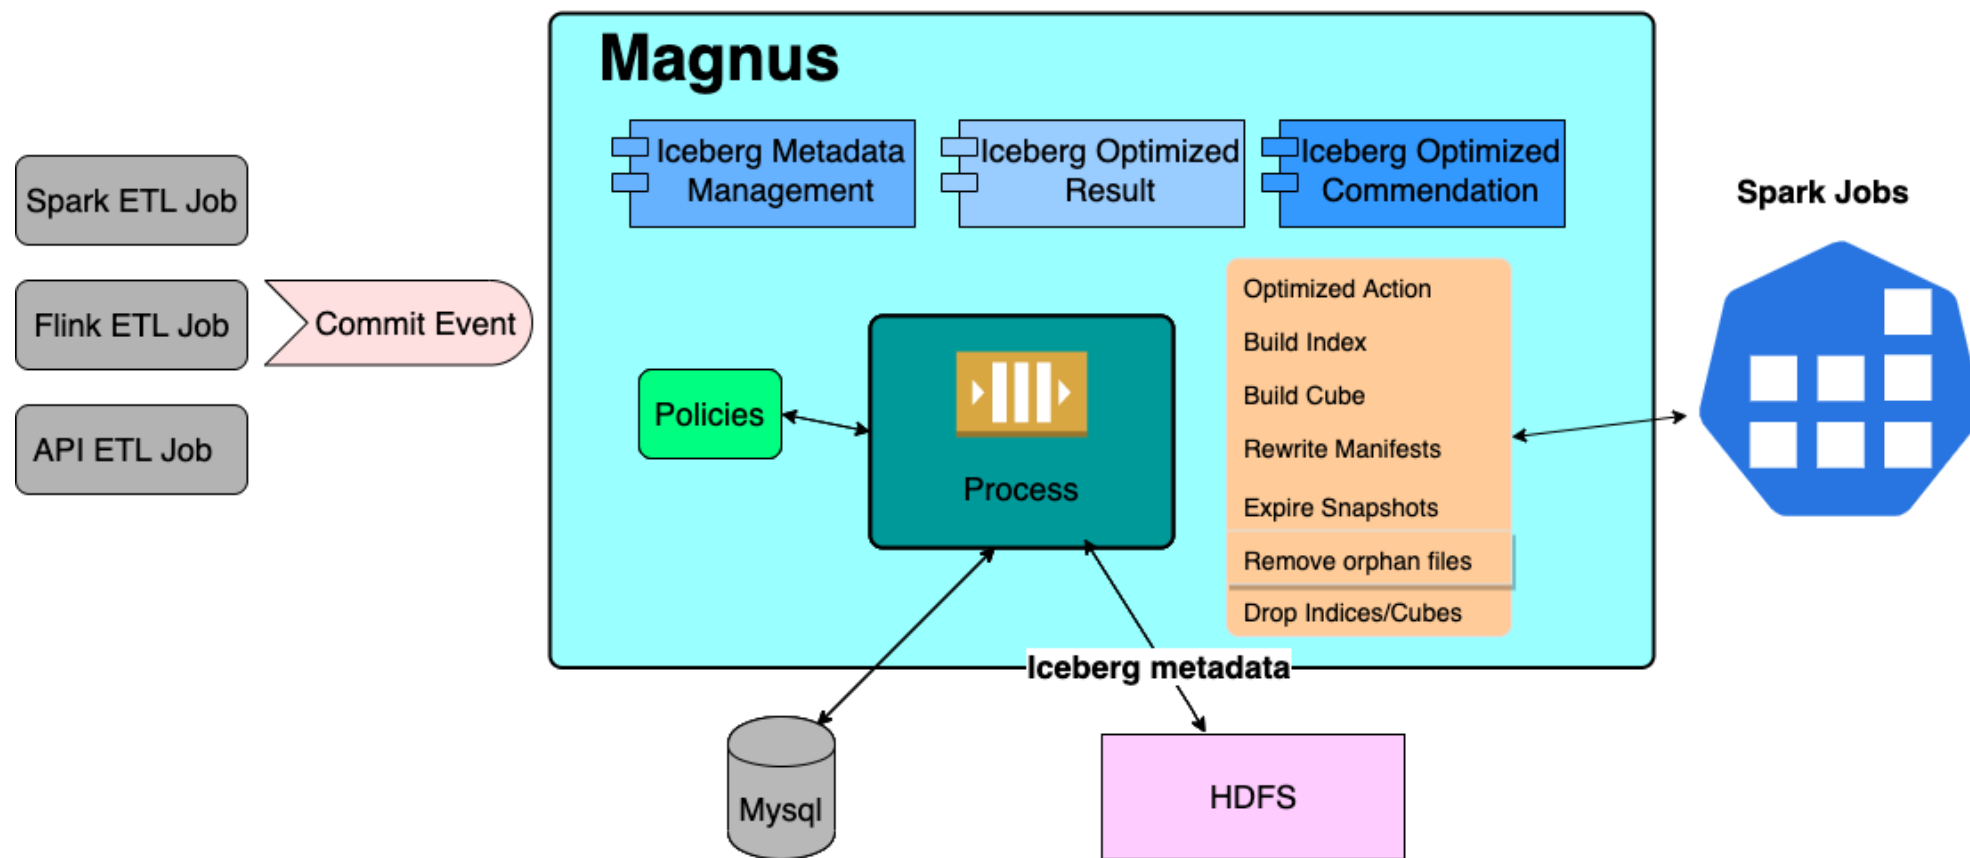 Magnus
Iceberg Metadata
Management
Iceberg Optimized
Result
Iceberg Optimized
Commendation
Spark ETL Job
Flink ETL Job
API ETL Job
Commit Event
Policies
Process
Optimized Action
Build Index
Build Cube
Rewrite Manifests
Expire Snapshots
Remove orphan files
Drop Indices/Cubes
Spark Jobs
Iceberg metadata
Mysql
HDFS